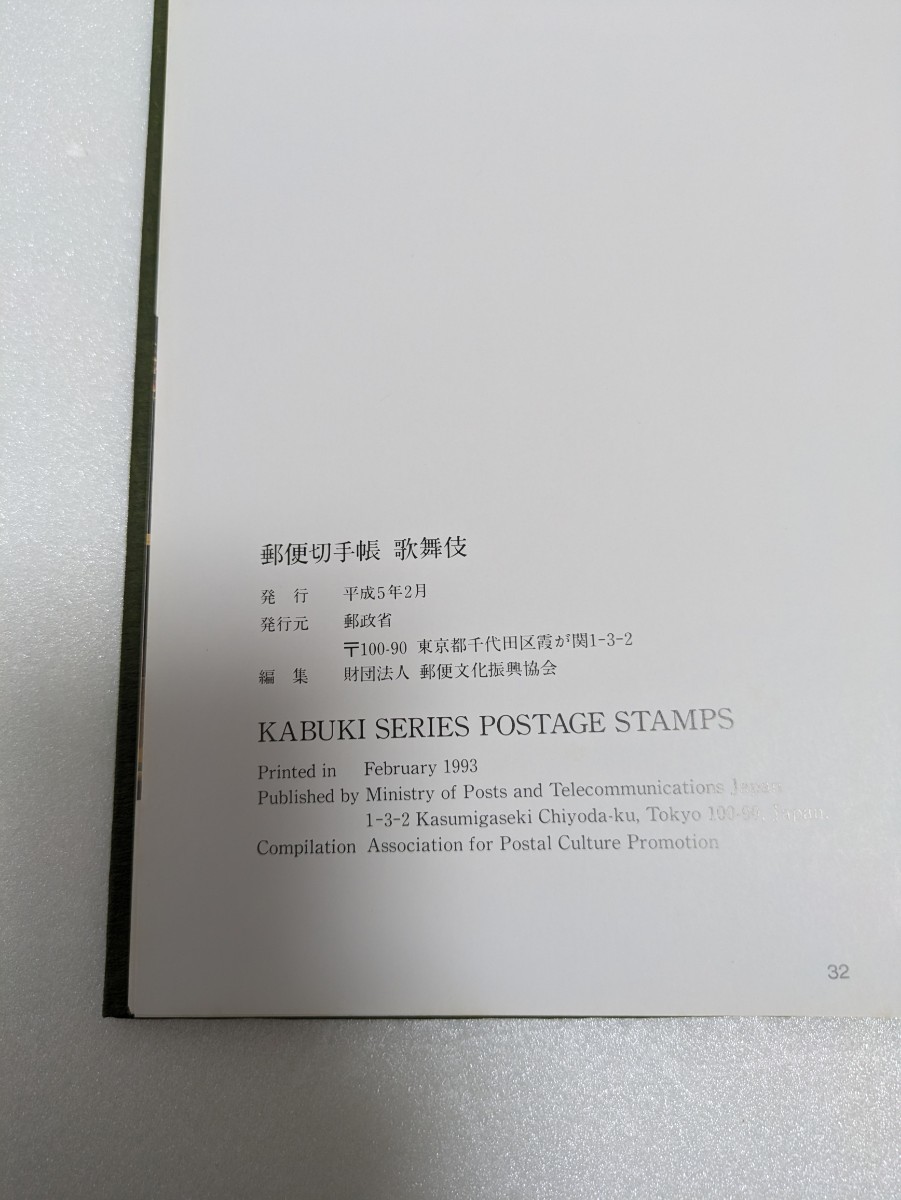 郵便切手帳 歌舞伎
発 行 平成5年2月
発行元 郵政省
〒100-90 東京都千代田区霞が関1-3-2
編 集 財団法人 郵便文化振興協会
KABUKI SERIES POSTAGE STAMPS
Printed in February 1993
Published by Ministry of Posts and Telecommunications Japan
1-3-2 Kasumigaseki Chiyoda-ku, Tokyo 100-90, Japan.
Compilation Association for Postal Culture Promotion
32